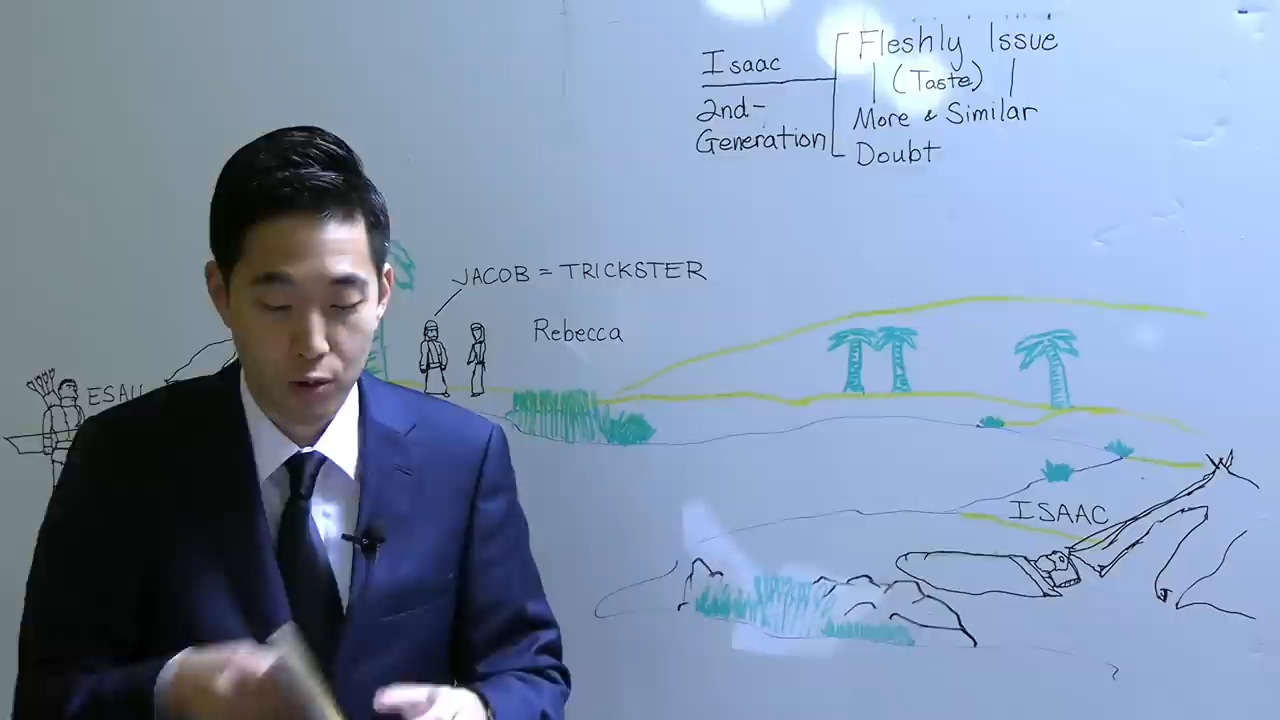 Isaac
2nd-
Generation
Fleshly Issue
(Taste)
More & Similar
Doubt
JACOB = TRICKSTER
Rebecca
ESAU
ISAAC